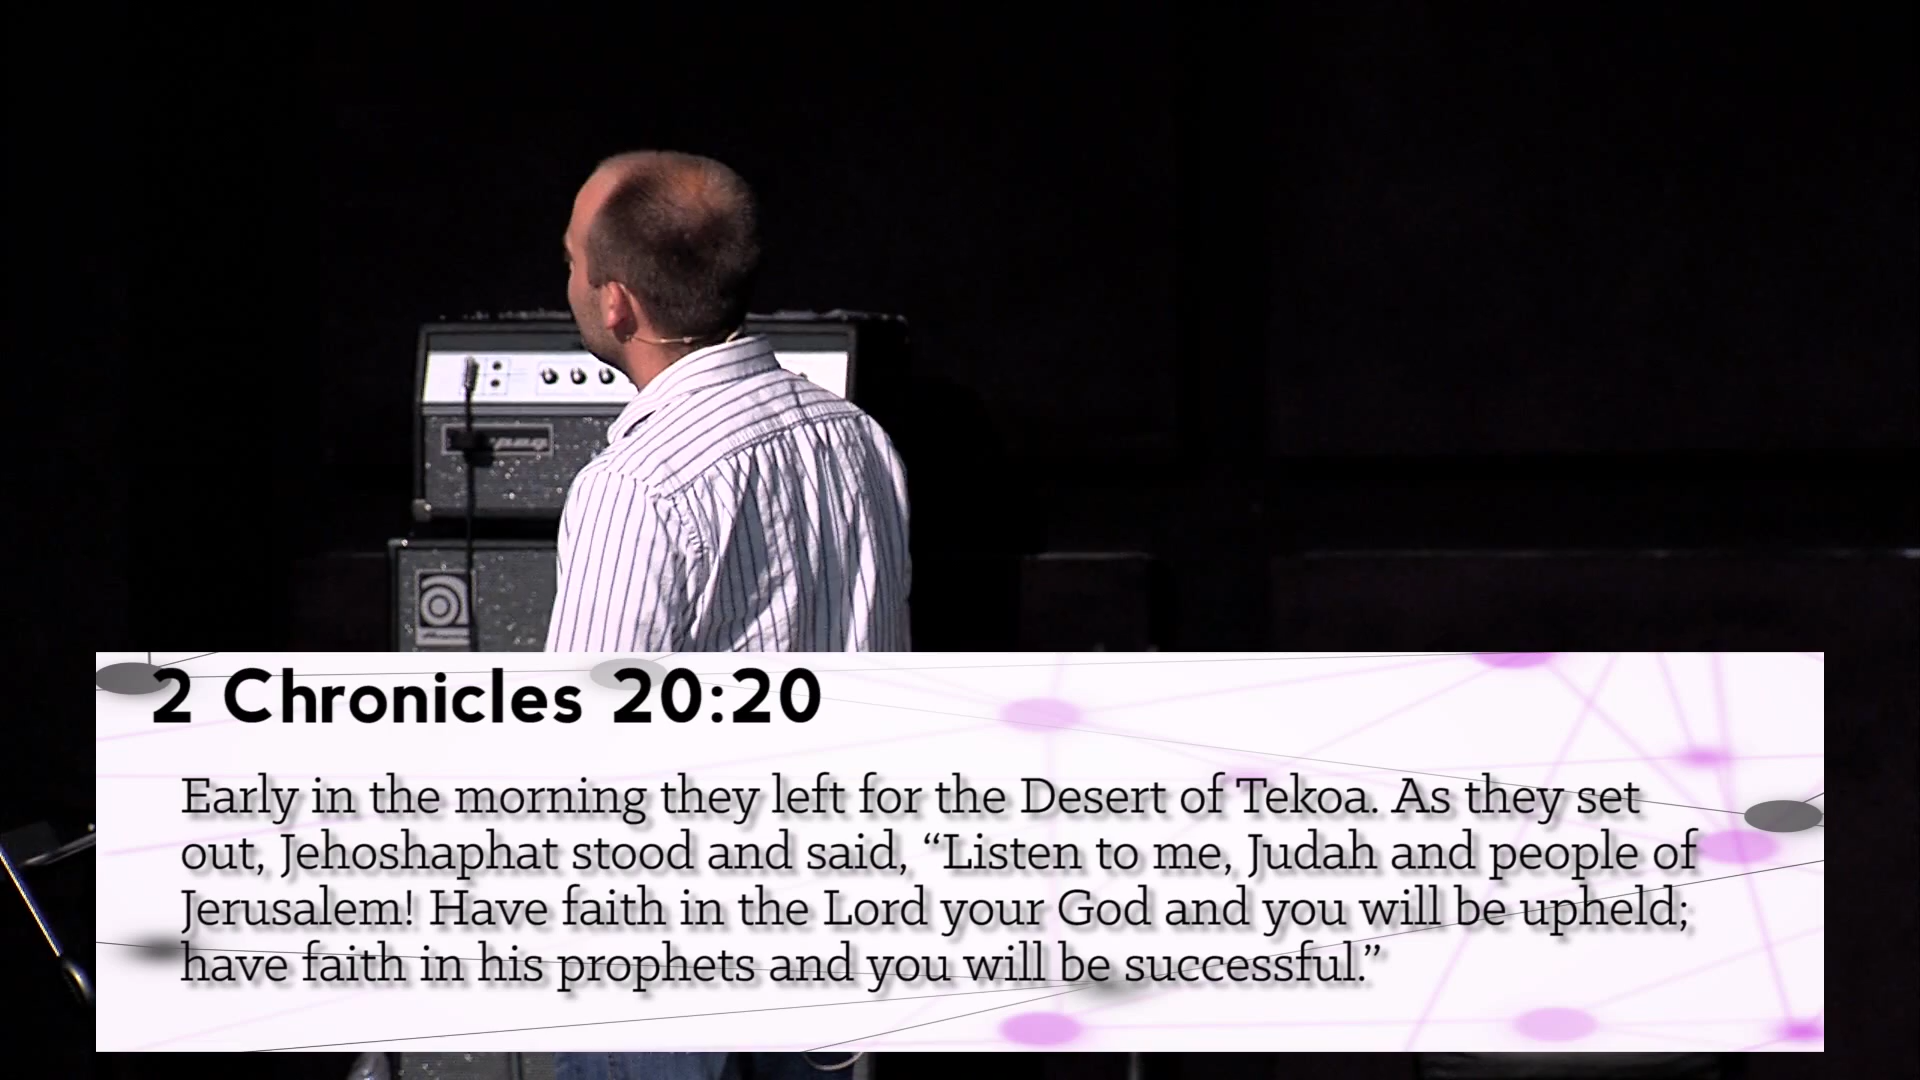 2 Chronicles 20:20
Early in the morning they left for the Desert of Tekoa. As they set
out, Jehoshaphat stood and said, “Listen to me, Judah and people of
Jerusalem! Have faith in the Lord your God and you will be upheld;
have faith in his prophets and you will be successful.”